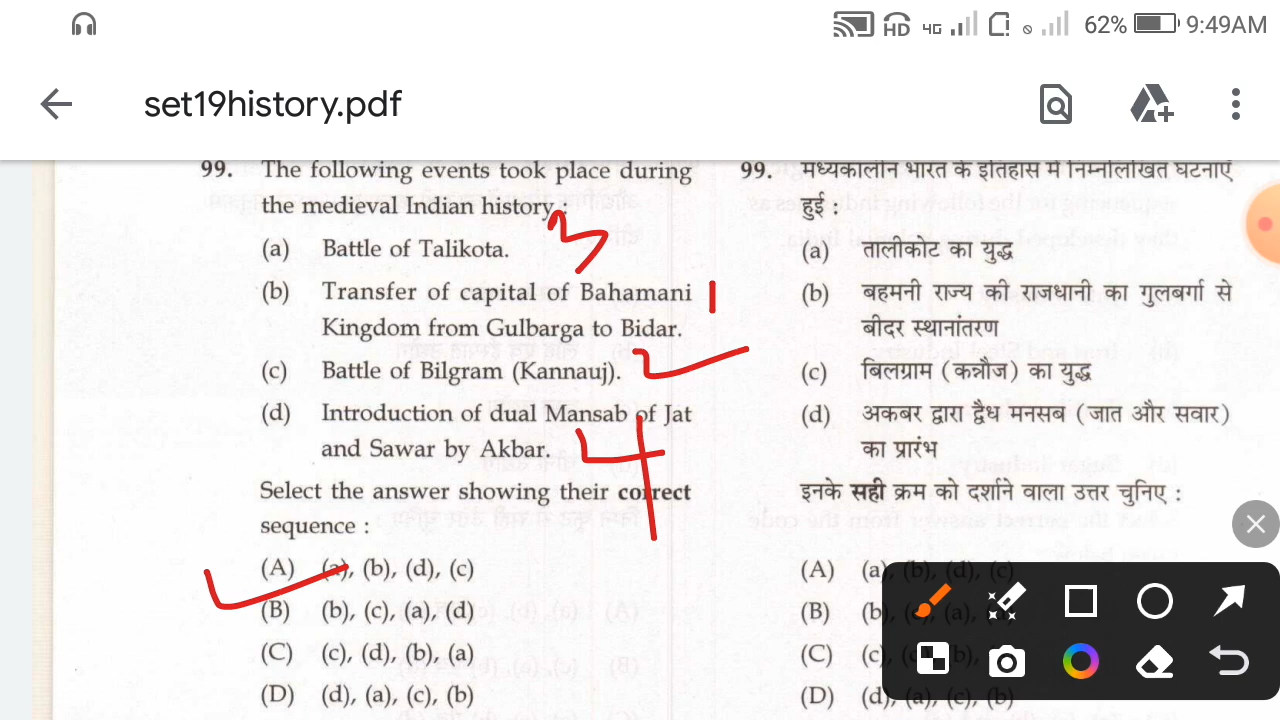 HD 4G 62% 9:49AM
set19history.pdf
99. The following events took place during
the medieval Indian history :
(a) Battle of Talikota.
(b) Transfer of capital of Bahamani
Kingdom from Gulbarga to Bidar.
(c) Battle of Bilgram (Kannauj).
(d) Introduction of dual Mansab of Jat
and Sawar by Akbar.
Select the answer showing their correct
sequence :
(A) (a), (b), (d), (c)
(B) (b), (c), (a), (d)
(C) (c), (d), (b), (a)
(D) (d), (a), (c), (b)
3
1
2
4
99. मध्यकालीन भारत के इतिहास में निम्नलिखित घटनाएँ
हुई :
(a) तालीकोट का युद्ध
(b) बहमनी राज्य की राजधानी का गुलबर्गा से
बीदर स्थानांतरण
(c) बिलग्राम (कन्नौज) का युद्ध
(d) अकबर द्वारा द्वैध मनसब (जात और सवार)
का प्रारंभ
इनके सही क्रम को दर्शाने वाला उत्तर चुनिए :
(A) (a), (b), (d), (c)
(B) (b), (c), (a), (d)
(C) (c), (d), (b), (a)
(D) (d), (a), (c), (b)